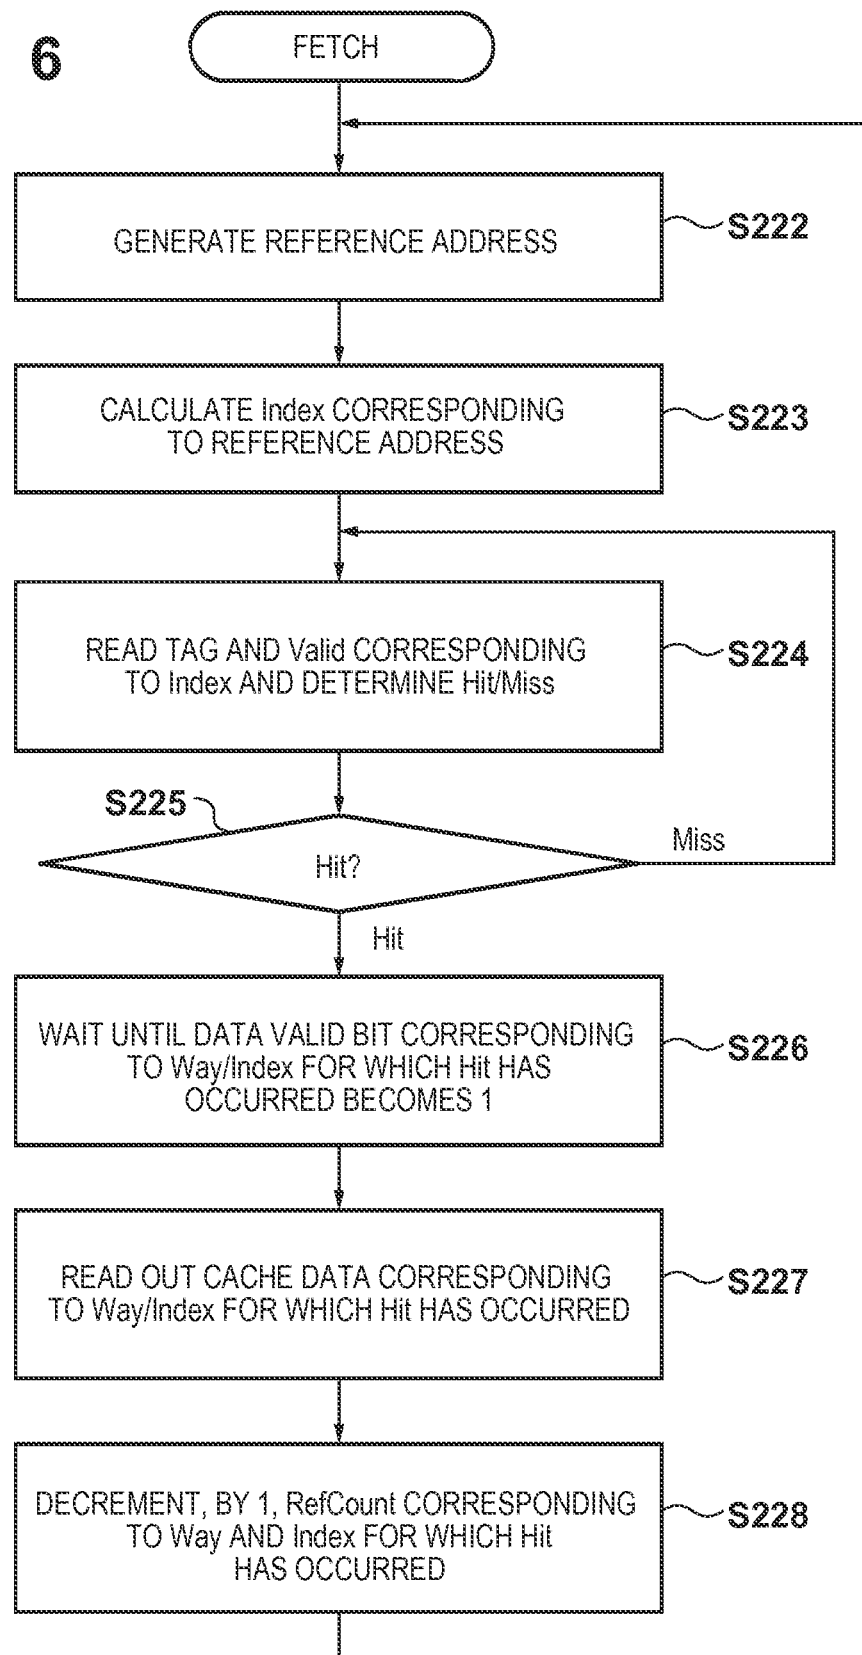 6
FETCH
GENERATE REFERENCE ADDRESS
S222
CALCULATE Index CORRESPONDING
TO REFERENCE ADDRESS
S223
READ TAG AND Valid CORRESPONDING
TO Index AND DETERMINE Hit/Miss
S224
S225
Hit?
Miss
Hit
WAIT UNTIL DATA VALID BIT CORRESPONDING
TO Way/Index FOR WHICH Hit HAS
OCCURRED BECOMES 1
S226
READ OUT CACHE DATA CORRESPONDING
TO Way/Index FOR WHICH Hit HAS OCCURRED
S227
DECREMENT, BY 1, RefCount CORRESPONDING
TO Way AND Index FOR WHICH Hit
HAS OCCURRED
S228